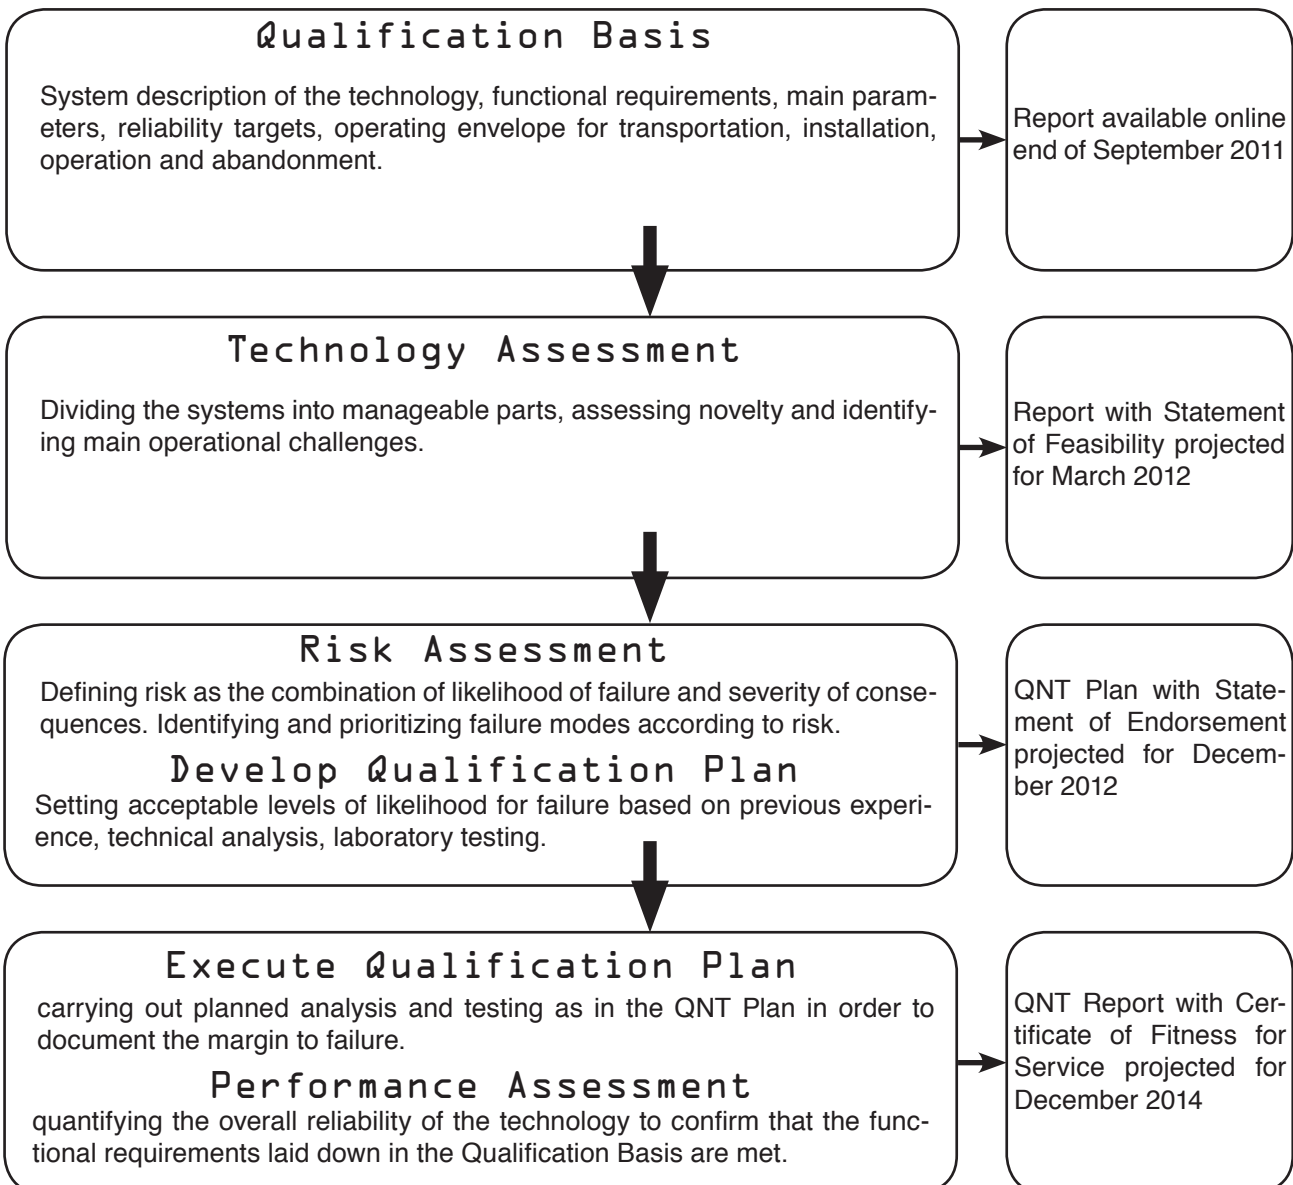 Qualification Basis
System description of the technology, functional requirements, main param-
eters, reliability targets, operating envelope for transportation, installation,
operation and abandonment.
Report available online
end of September 2011
Technology Assessment
Dividing the systems into manageable parts, assessing novelty and identify-
ing main operational challenges.
Report with Statement
of Feasibility projected
for March 2012
Risk Assessment
Defining risk as the combination of likelihood of failure and severity of conse-
quences. Identifying and prioritizing failure modes according to risk.
Develop Qualification Plan
Setting acceptable levels of likelihood for failure based on previous experi-
ence, technical analysis, laboratory testing.
QNT Plan with State-
ment of Endorsement
projected for Decem-
ber 2012
Execute Qualification Plan
carrying out planned analysis and testing as in the QNT Plan in order to
document the margin to failure.
Performance Assessment
quantifying the overall reliability of the technology to confirm that the func-
tional requirements laid down in the Qualification Basis are met.
QNT Report with Cer-
tificate of Fitness for
Service projected for
December 2014